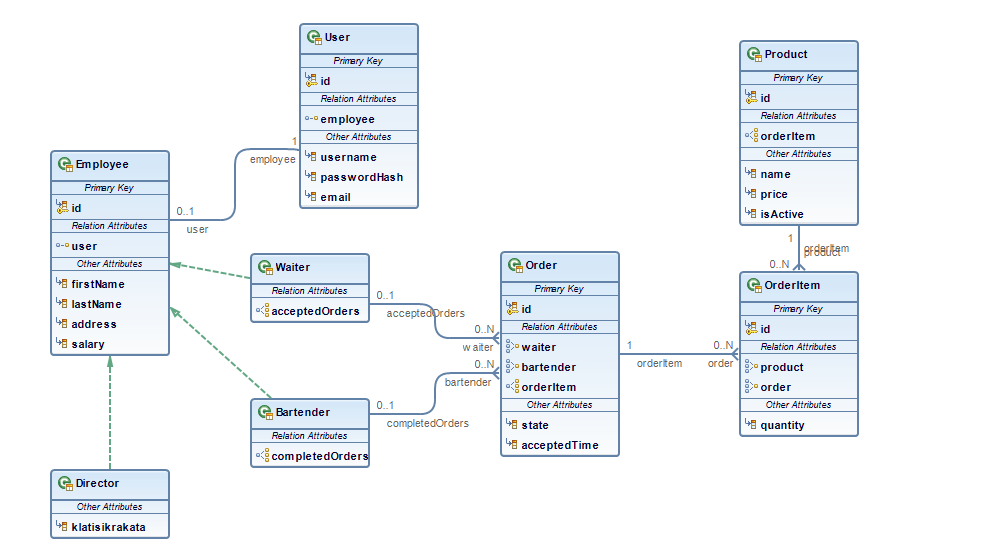 User
Primary Key
id
Relation Attributes
employee
Other Attributes
username
passwordHash
email
Product
Primary Key
id
Relation Attributes
orderItem
Other Attributes
name
price
isActive
Employee
Primary Key
id
Relation Attributes
user
Other Attributes
firstName
lastName
address
salary
1
employee
0..1
user
Waiter
Relation Attributes
acceptedOrders
0..1
acceptedOrders
0..N
waiter
0..N
bartender
0..1
completedOrders
Bartender
Relation Attributes
completedOrders
Order
Primary Key
id
Relation Attributes
waiter
bartender
orderItem
Other Attributes
state
acceptedTime
1
orderItem
0..N
order
1
orderItem
product
0..N
OrderItem
Primary Key
id
Relation Attributes
product
order
Other Attributes
quantity
Director
Other Attributes
klatisikrakata